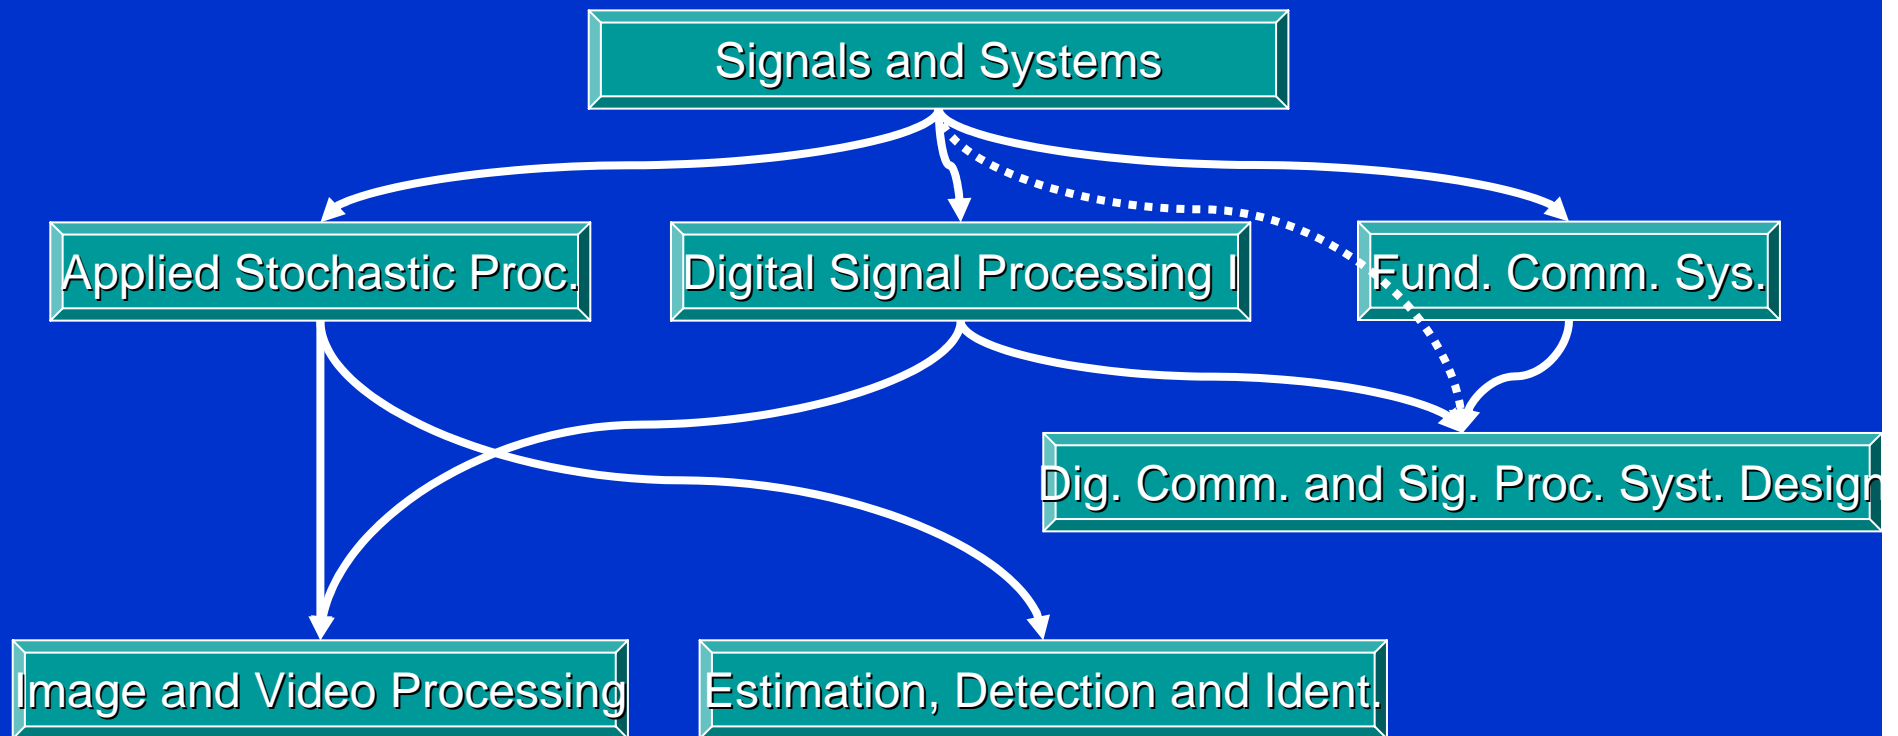 Signals and Systems
Applied Stochastic Proc.
Digital Signal Processing I
Fund. Comm. Sys.
Dig. Comm. and Sig. Proc. Syst. Design
Image and Video Processing
Estimation, Detection and Ident.